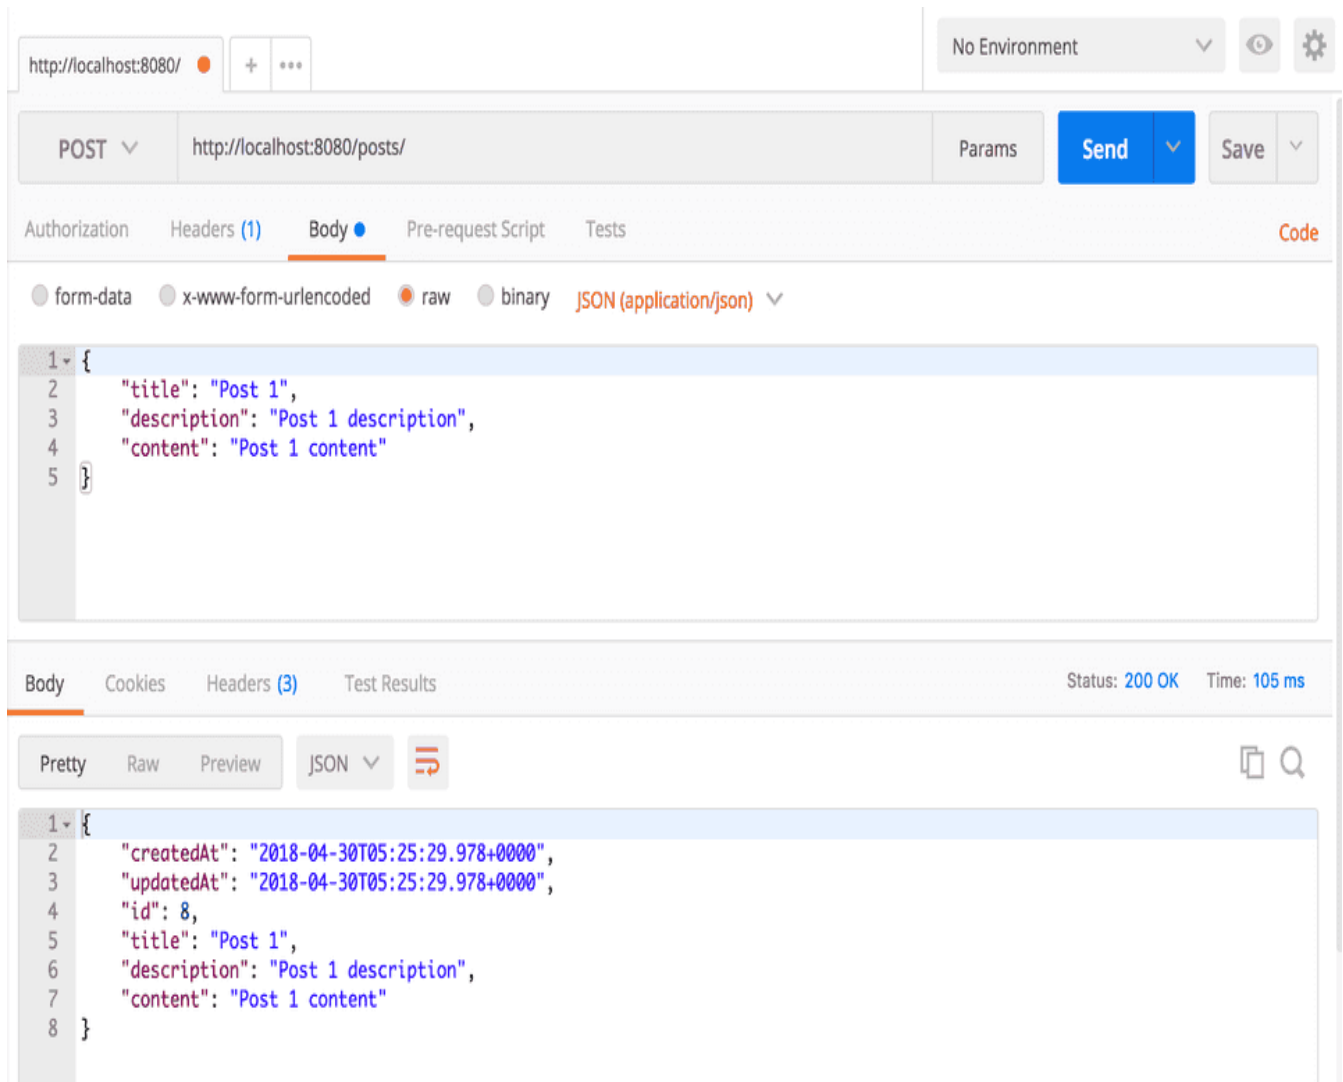 http://localhost:8080/ + ••• No Environment
POST http://localhost:8080/posts/ Params Send Save
Authorization Headers (1) Body Pre-request Script Tests Code
form-data x-www-form-urlencoded raw binary JSON (application/json)
1 {
2 "title": "Post 1",
3 "description": "Post 1 description",
4 "content": "Post 1 content"
5 }
Body Cookies Headers (3) Test Results Status: 200 OK Time: 105 ms
Pretty Raw Preview JSON
1 {
2 "createdAt": "2018-04-30T05:25:29.978+0000",
3 "updatedAt": "2018-04-30T05:25:29.978+0000",
4 "id": 8,
5 "title": "Post 1",
6 "description": "Post 1 description",
7 "content": "Post 1 content"
8 }